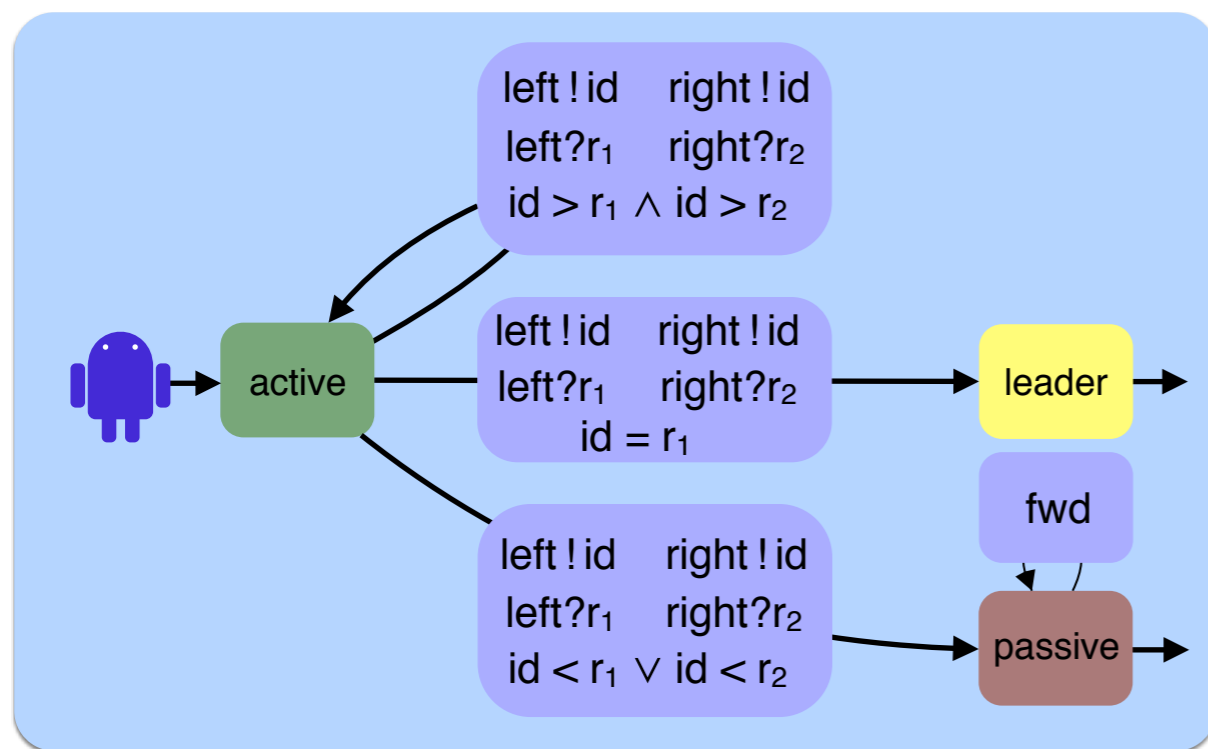 left ! id right ! id
left?r₁ right?r₂
id > r₁ ∧ id > r₂
left ! id right ! id
left?r₁ right?r₂
id = r₁
active
leader
fwd
left ! id right ! id
left?r₁ right?r₂
id < r₁ ∨ id < r₂
passive